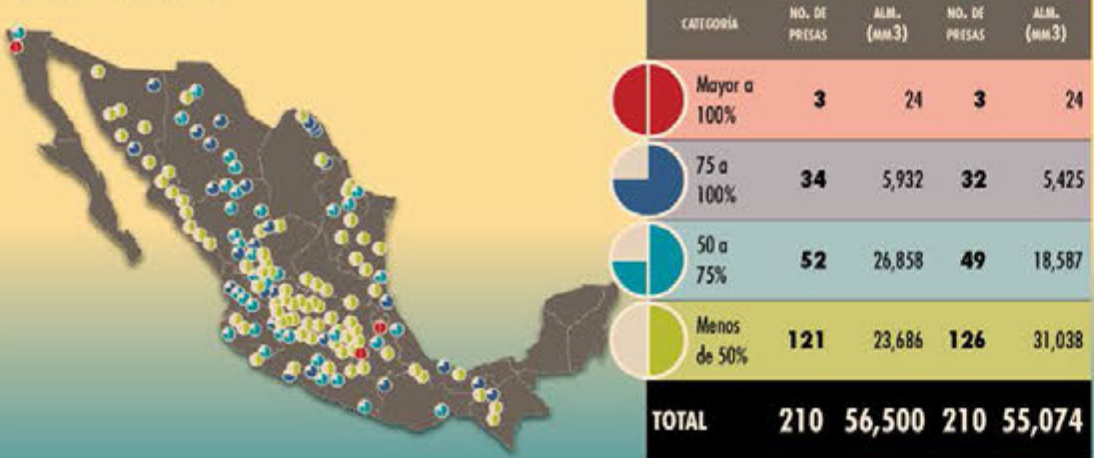 CATEGORÍA NO. DE PRESAS ALM. (MM3) NO. DE PRESAS ALM. (MM3)
Mayor a 100% 3 24 3 24
75 a 100% 34 5,932 32 5,425
50 a 75% 52 26,858 49 18,587
Menos de 50% 121 23,686 126 31,038
TOTAL 210 56,500 210 55,074